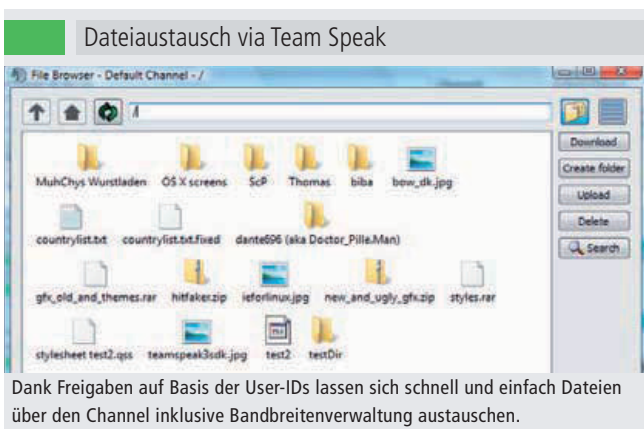 Dateiaustausch via Team Speak
File Browser - Default Channel - /
/
Download
Create folder
Upload
Delete
Search
MuhChys Wurstladen OS X screens ScP Thomas biba bow_dk.jpg
countrylist.txt countrylist.txt.fixed dante696 (aka Doctor_Pille.Man)
gfx_old_and_themes.rar hitfaker.zip ieforlinux.jpg new_and_ugly_gfx.zip styles.rar
stylesheet test2.qss teamspeak3sdk.jpg test2 testDir
Dank Freigaben auf Basis der User-IDs lassen sich schnell und einfach Dateien
über den Channel inklusive Bandbreitenverwaltung austauschen.